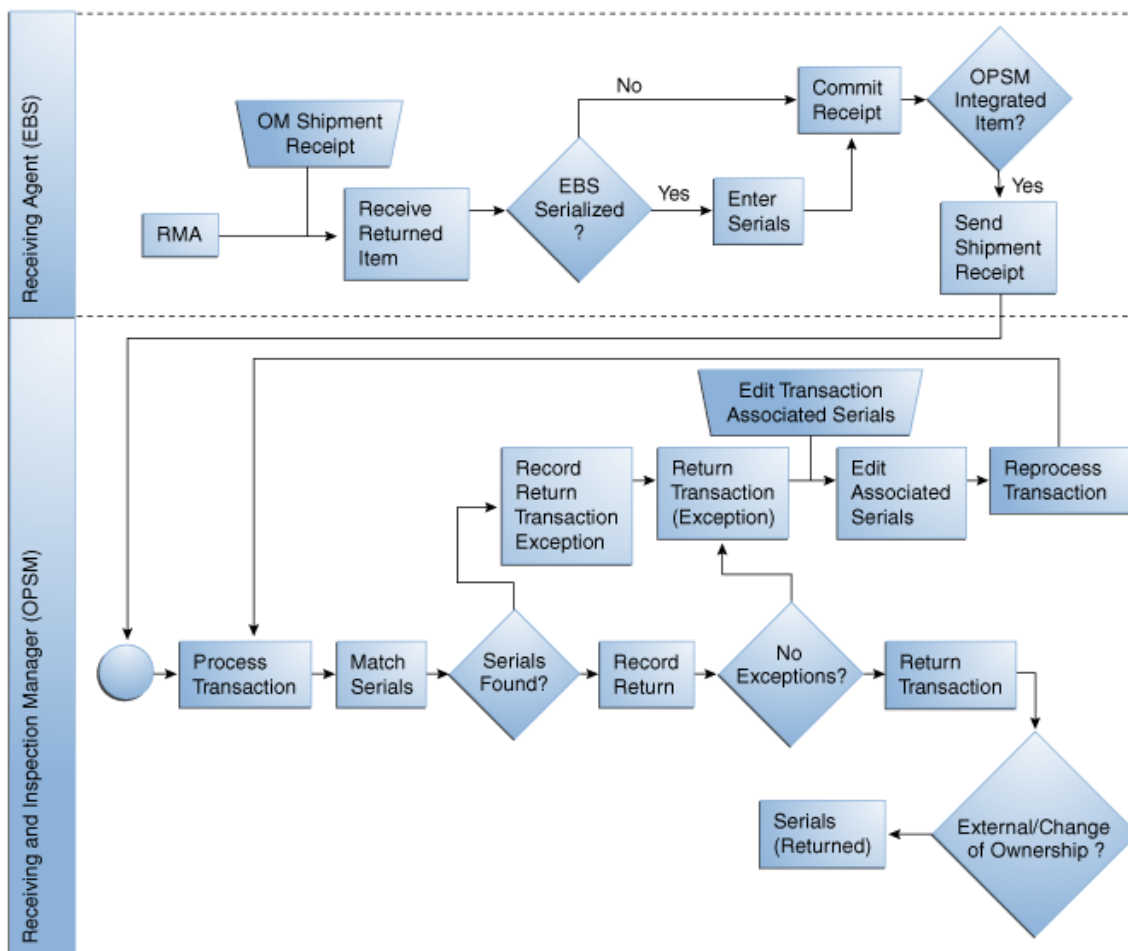 Receiving Agent (EBS)
OM Shipment
Receipt
RMA
Receive
Returned
Item
EBS
Serialized
?
No
Yes
Enter
Serials
Commit
Receipt
OPSM
Integrated
Item?
Yes
Send
Shipment
Receipt
Receiving and Inspection Manager (OPSM)
Edit Transaction
Associated Serials
Record
Return
Transaction
Exception
Return
Transaction
(Exception)
Edit
Associated
Serials
Reprocess
Transaction
Process
Transaction
Match
Serials
Serials
Found?
Record
Return
No
Exceptions?
Return
Transaction
External/Change
of Ownership ?
Serials
(Returned)